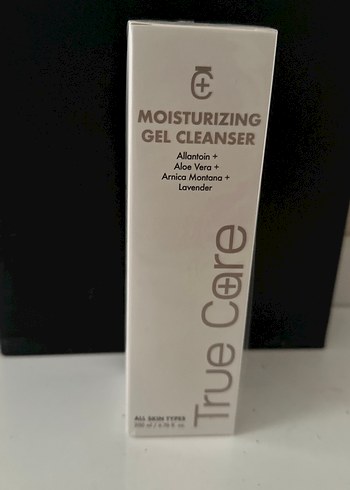 MOISTURIZING
GEL CLEANSER
Allantoin +
Aloe Vera +
Arnica Montana +
Lavender
True Care
ALL SKIN TYPES